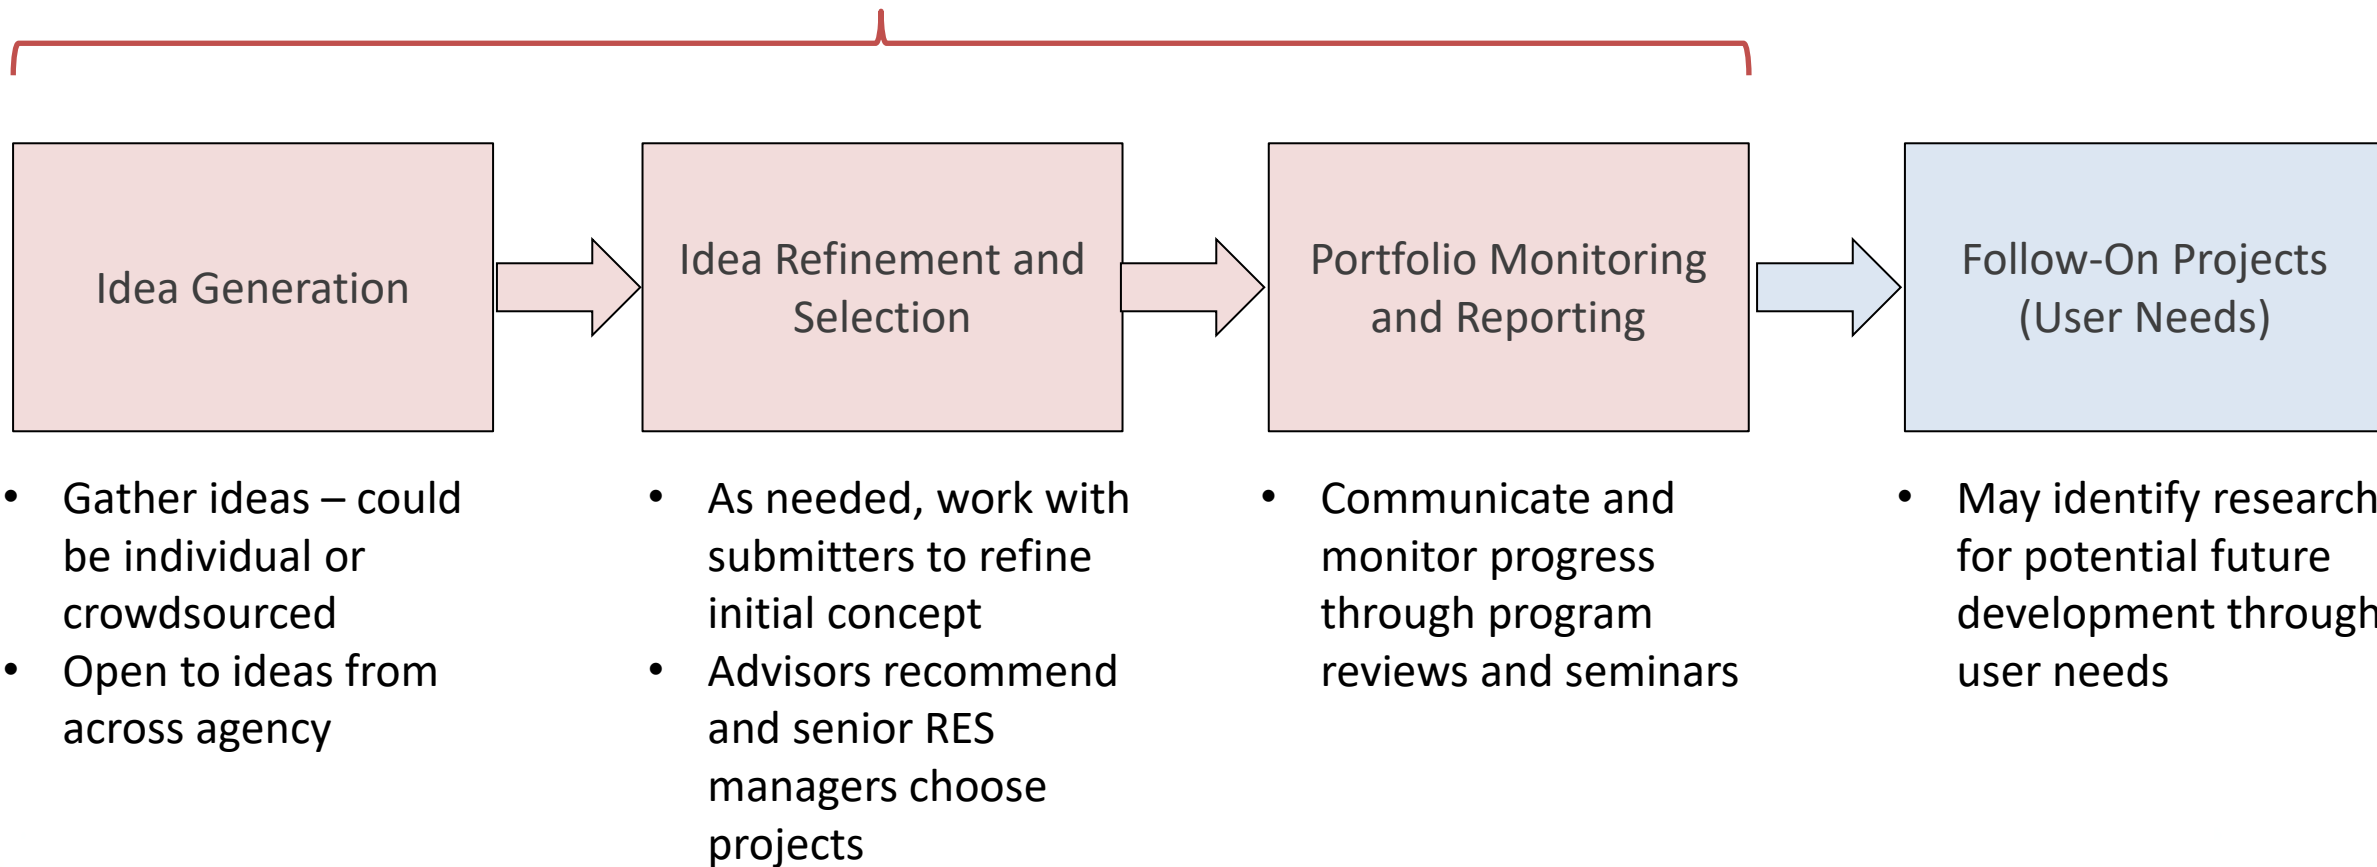 Idea Generation
Idea Refinement and
Selection
Portfolio Monitoring
and Reporting
Follow-On Projects
(User Needs)
• Gather ideas – could
be individual or
crowdsourced
• Open to ideas from
across agency
• As needed, work with
submitters to refine
initial concept
• Advisors recommend
and senior RES
managers choose
projects
• Communicate and
monitor progress
through program
reviews and seminars
• May identify research
for potential future
development through
user needs